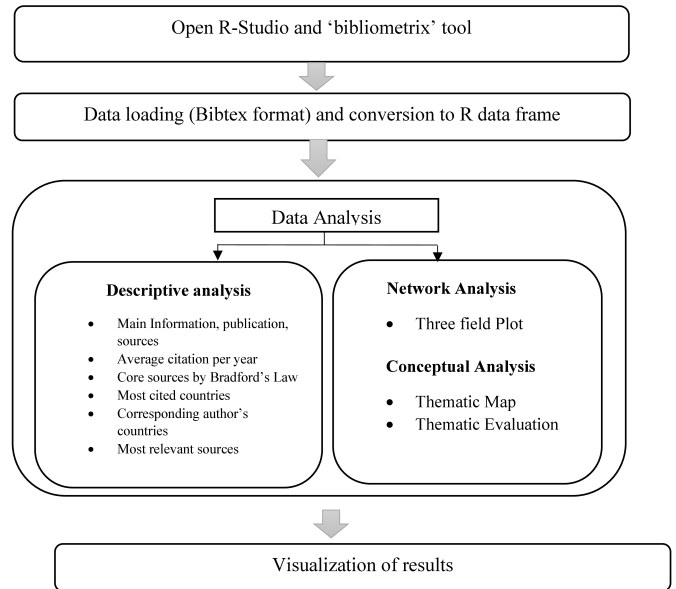 Open R-Studio and ‘bibliometrix’ tool
Data loading (Bibtex format) and conversion to R data frame
Data Analysis
Descriptive analysis
• Main Information, publication,
sources
• Average citation per year
• Core sources by Bradford’s Law
• Most cited countries
• Corresponding author’s
countries
• Most relevant sources
Network Analysis
• Three field Plot
Conceptual Analysis
• Thematic Map
• Thematic Evaluation
Visualization of results